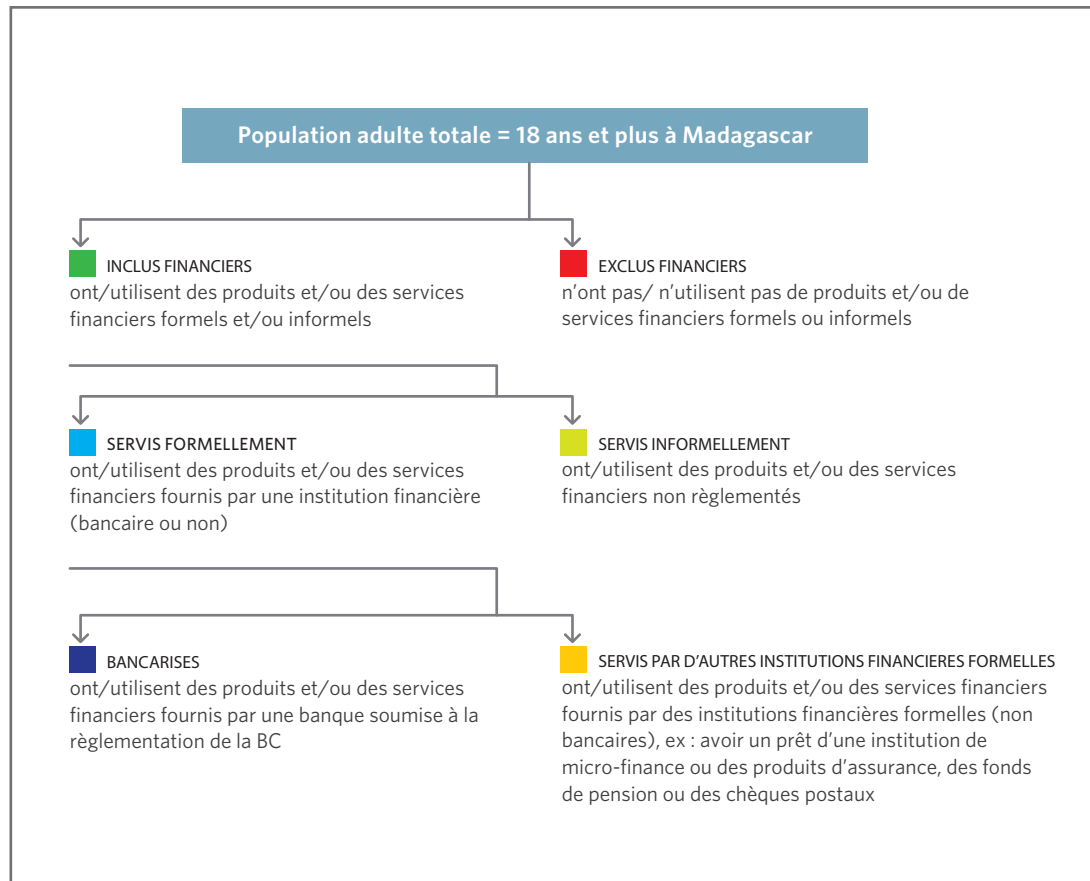 Population adulte totale = 18 ans et plus à Madagascar
INCLUS FINANCIERS
ont/utilisent des produits et/ou des services
financiers formels et/ou informels
EXCLUS FINANCIERS
n'ont pas/ n'utilisent pas de produits et/ou de
services financiers formels ou informels
SERVIS FORMELLEMENT
ont/utilisent des produits et/ou des services
financiers fournis par une institution financière
(bancaire ou non)
SERVIS INFORMELLEMENT
ont/utilisent des produits et/ou des services
financiers non règlementés
BANCARISES
ont/utilisent des produits et/ou des services
financiers fournis par une banque soumise à la
règlementation de la BC
SERVIS PAR D'AUTRES INSTITUTIONS FINANCIERES FORMELLES
ont/utilisent des produits et/ou des services financiers
fournis par des institutions financières formelles (non
bancaires), ex : avoir un prêt d'une institution de
micro-finance ou des produits d'assurance, des fonds
de pension ou des chèques postaux